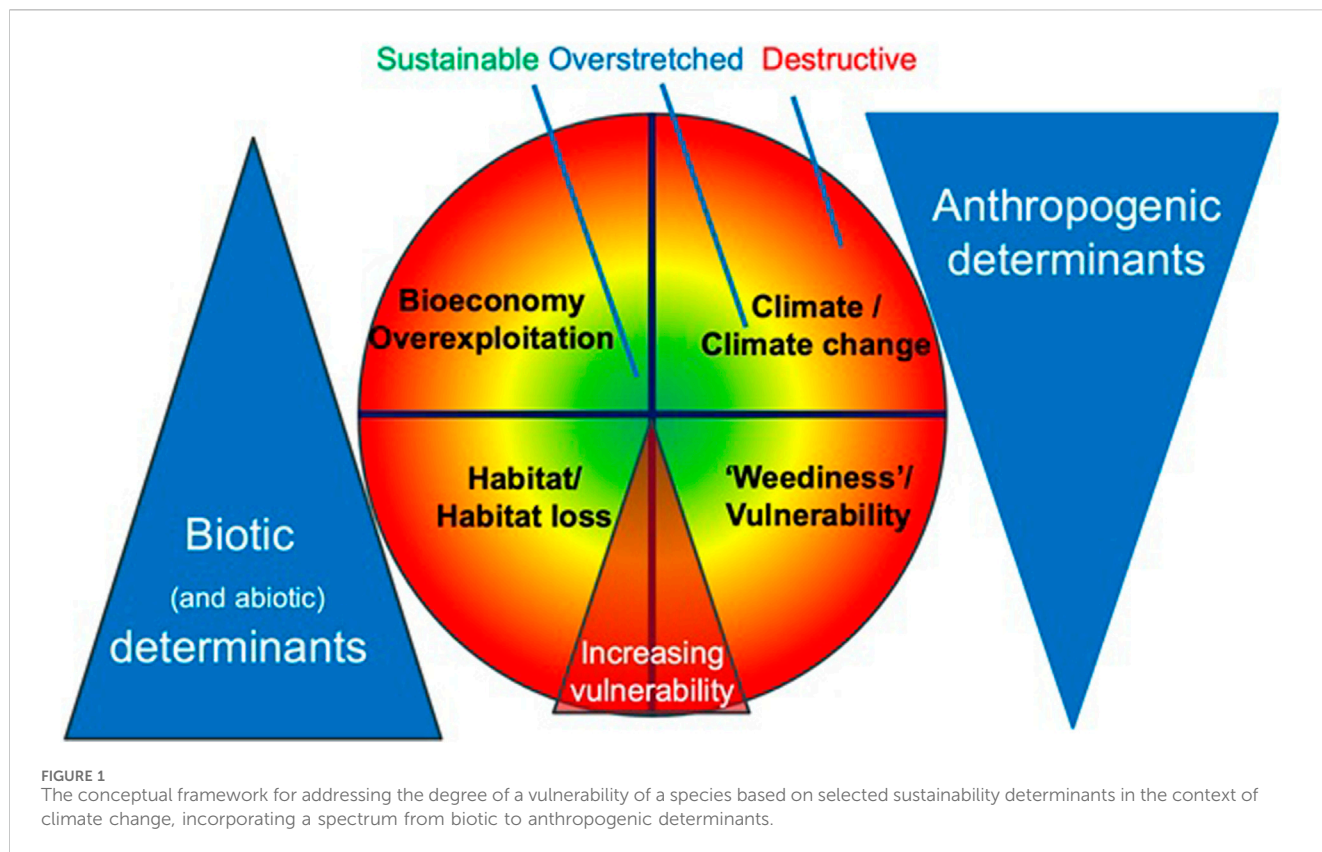 Sustainable Overstretched Destructive
Anthropogenic
determinants
Bioeconomy
Overexploitation
Climate /
Climate change
Habitat/
Habitat loss
'Weediness'/
Vulnerability
Biotic
(and abiotic)
determinants
Increasing
vulnerability
FIGURE 1
The conceptual framework for addressing the degree of a vulnerability of a species based on selected sustainability determinants in the context of
climate change, incorporating a spectrum from biotic to anthropogenic determinants.